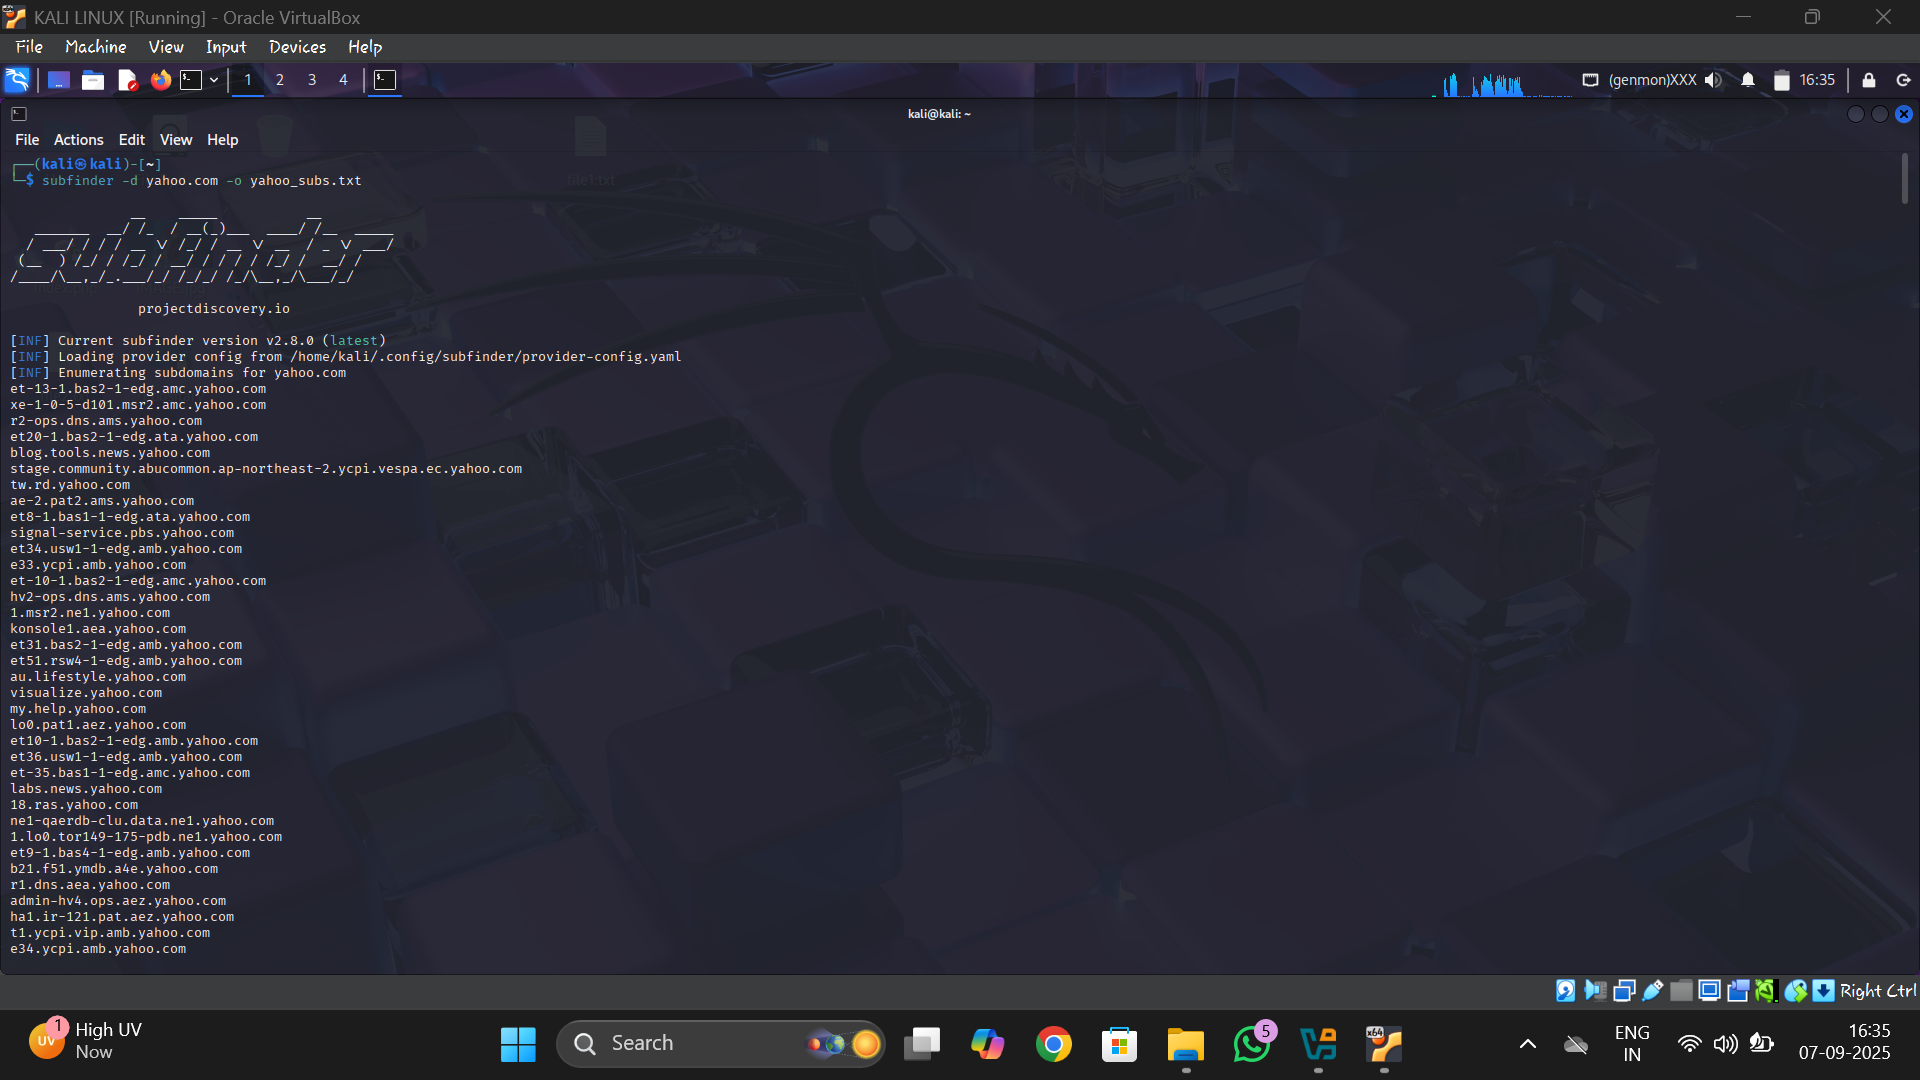 KALI LINUX [Running] - Oracle VirtualBox
File Machine View Input Devices Help
1 2 3 4 (genmon)XXX 16:35
kali@kali: ~
File Actions Edit View Help
┌──(kali㉿kali)-[~]
└─$ subfinder -d yahoo.com -o yahoo_subs.txt
file1.txt
subfinder
projectdiscovery.io
[INF] Current subfinder version v2.8.0 (latest)
[INF] Loading provider config from /home/kali/.config/subfinder/provider-config.yaml
[INF] Enumerating subdomains for yahoo.com
et-13-1.bas2-1-edg.amc.yahoo.com
xe-1-0-5-d101.msr2.amc.yahoo.com
r2-ops.dns.ams.yahoo.com
et20-1.bas2-1-edg.ata.yahoo.com
blog.tools.news.yahoo.com
stage.community.abucommon.ap-northeast-2.ycpi.vespa.ec.yahoo.com
tw.rd.yahoo.com
ae-2.pat2.ams.yahoo.com
et8-1.bas1-1-edg.ata.yahoo.com
signal-service.pbs.yahoo.com
et34.usw1-1-edg.amb.yahoo.com
e33.ycpi.amb.yahoo.com
et-10-1.bas2-1-edg.amc.yahoo.com
hv2-ops.dns.ams.yahoo.com
1.msr2.ne1.yahoo.com
konsole1.aea.yahoo.com
et31.bas2-1-edg.amb.yahoo.com
et51.rsw4-1-edg.amb.yahoo.com
au.lifestyle.yahoo.com
visualize.yahoo.com
my.help.yahoo.com
lo0.pat1.aez.yahoo.com
et10-1.bas2-1-edg.amb.yahoo.com
et36.usw1-1-edg.amb.yahoo.com
et-35.bas1-1-edg.amc.yahoo.com
labs.news.yahoo.com
18.ras.yahoo.com
ne1-qaerdb-clu.data.ne1.yahoo.com
1.lo0.tor149-175-pdb.ne1.yahoo.com
et9-1.bas4-1-edg.amb.yahoo.com
b21.f51.ymdb.a4e.yahoo.com
r1.dns.aea.yahoo.com
admin-hv4.ops.aez.yahoo.com
ha1.ir-121.pat.aez.yahoo.com
t1.ycpi.vip.amb.yahoo.com
e34.ycpi.amb.yahoo.com
Right Ctrl
UV 1 High UV
Now
Search
5
x64
ENG
IN
16:35
07-09-2025